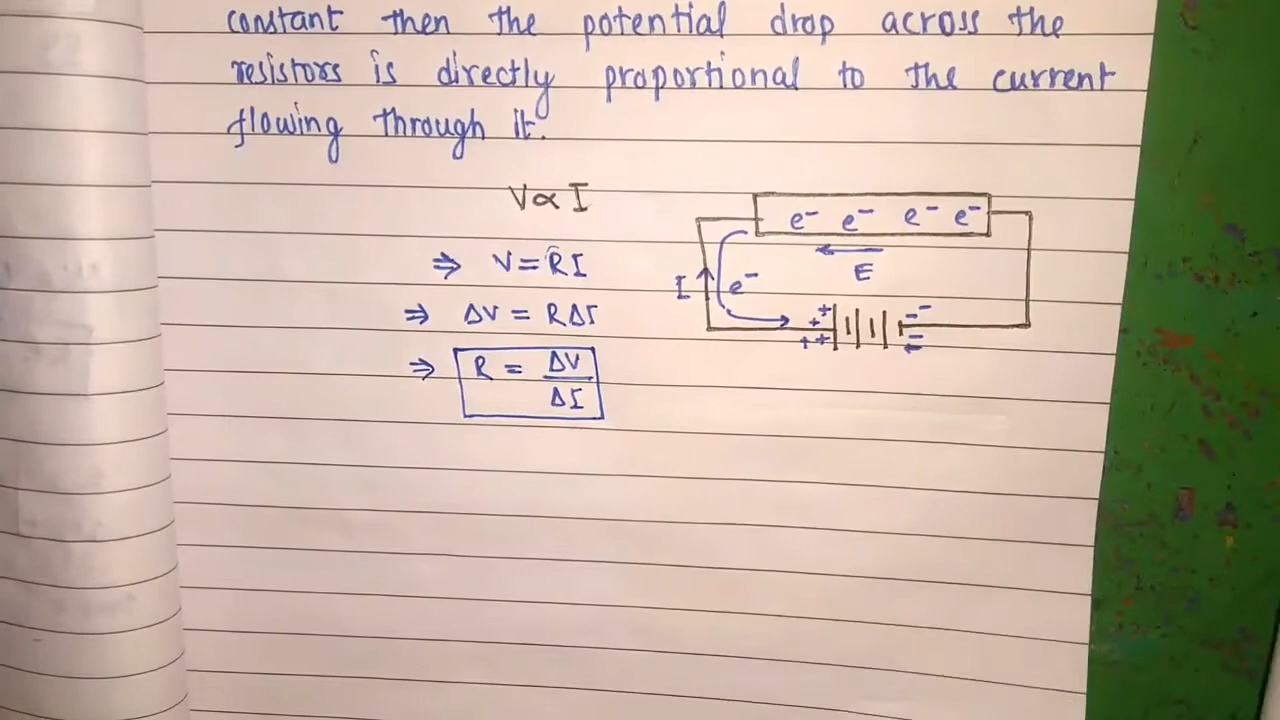 constant then the potential drop across the
resistors is directly proportional to the current
flowing through it.
V∝I
⇒ V=RI
⇒ ΔV = RΔI
⇒ R = ΔV/ΔI
e⁻ e⁻ e⁻ e⁻
E
I
e⁻
+ + + +
− − − −